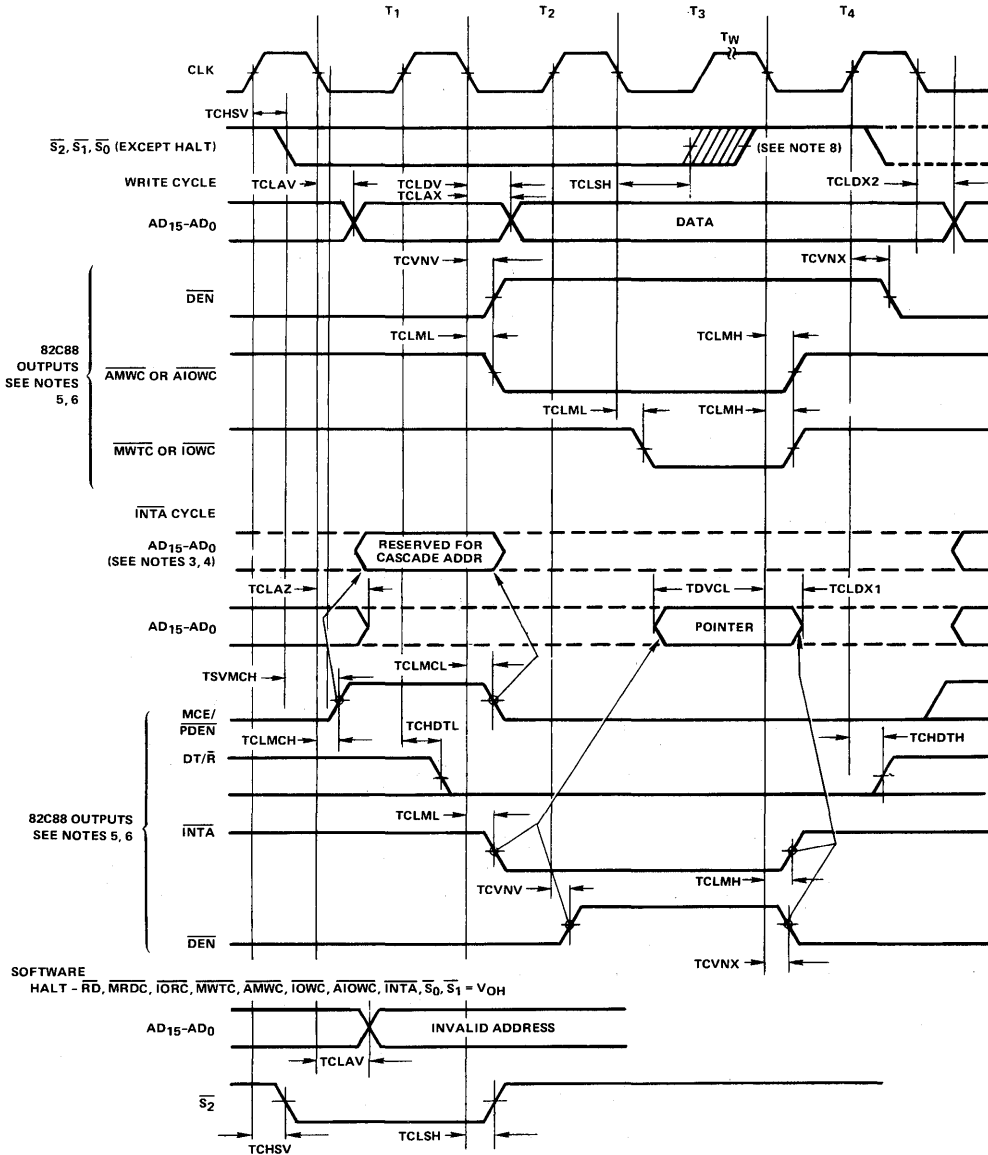 T1 T2 T3 T4
TW
CLK
TCHSV
S2, S1, S0 (EXCEPT HALT)
(SEE NOTE 8)
WRITE CYCLE
TCLAV
TCLDV
TCLAX
TCLSH
TCLDX2
AD15-AD0
DATA
TCVNV
TCVNX
DEN
82C88
OUTPUTS
SEE NOTES
5, 6
TCLML
TCLMH
AMWC OR AIOWC
TCLML
TCLMH
MWTC OR IOWC
INTA CYCLE
AD15-AD0
(SEE NOTES 3, 4)
RESERVED FOR
CASCADE ADDR
TCLAZ
TDVCL
TCLDX1
AD15-AD0
POINTER
TSVMCH
TCLMCL
MCE/
PDEN
TCLMCH
TCHDTL
TCHDTH
DT/R
82C88 OUTPUTS
SEE NOTES 5, 6
TCLML
INTA
TCVNV
TCLMH
DEN
TCVNX
SOFTWARE
HALT - RD, MRDC, IORC, MWTC, AMWC, IOWC, AIOWC, INTA, S0, S1 = VOH
AD15-AD0
INVALID ADDRESS
TCLAV
S2
TCHSV
TCLSH